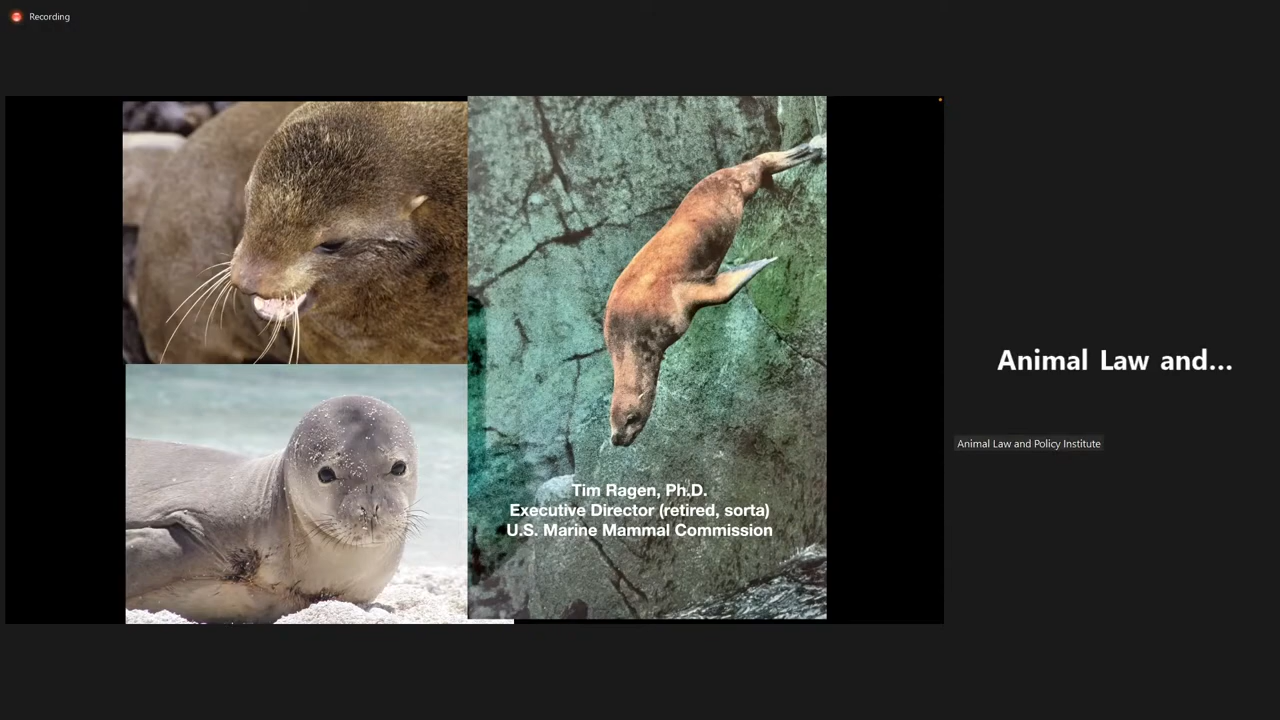 Recording
Tim Ragen, Ph.D.
Executive Director (retired, sorta)
U.S. Marine Mammal Commission
Animal Law and...
Animal Law and Policy Institute